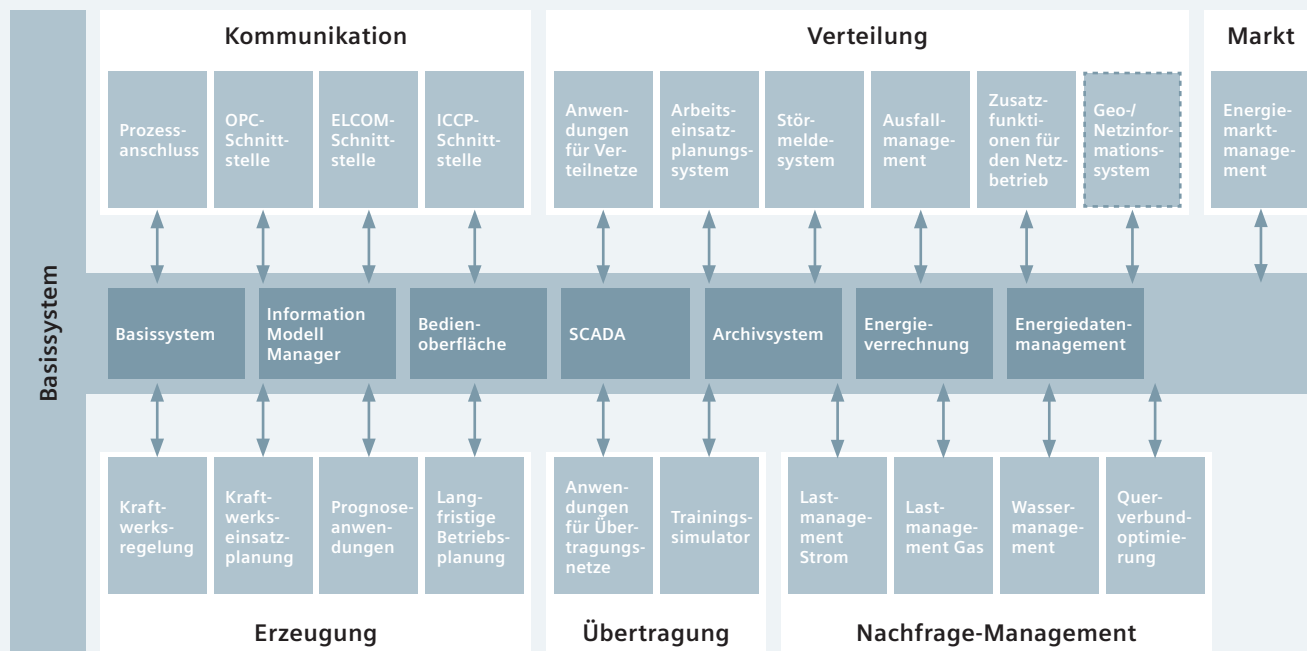 Basissystem
Kommunikation
Prozess-
anschluss
OPC-
Schnitt-
stelle
ELCOM-
Schnitt-
stelle
ICCP-
Schnitt-
stelle
Verteilung
Anwen-
dungen
für Ver-
teilnetze
Arbeits-
einsatz-
planungs-
system
Stör-
melde-
system
Ausfall-
manage-
ment
Zusatz-
funkti-
onen für
den Netz-
betrieb
Geo-/
Netzinfor-
mations-
system
Markt
Energie-
markt-
manage-
ment
Basissystem
Information
Modell
Manager
Bedien-
oberfläche
SCADA
Archivsystem
Energie-
verrechnung
Energiedaten-
management
Kraft-
werks-
regelung
Kraft-
werks-
einsatz-
planung
Prognose-
anwen-
dungen
Lang-
fristige
Betriebs-
planung
Erzeugung
Anwen-
dungen
für Über-
tragungs-
netze
Trainings-
simulator
Übertragung
Last-
manage-
ment
Strom
Last-
manage-
ment Gas
Wasser-
manage-
ment
Quer-
verbund-
optimie-
rung
Nachfrage-Management